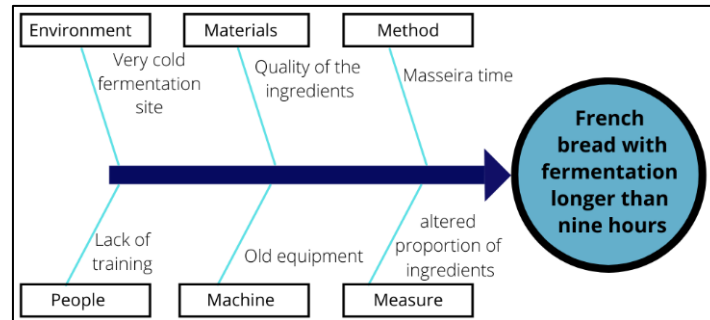 Environment
Materials
Method
Very cold
fermentation
site
Quality of the
ingredients
Masseira time
French
bread with
fermentation
longer than
nine hours
Lack of
training
Old equipment
altered
proportion of
ingredients
People
Machine
Measure